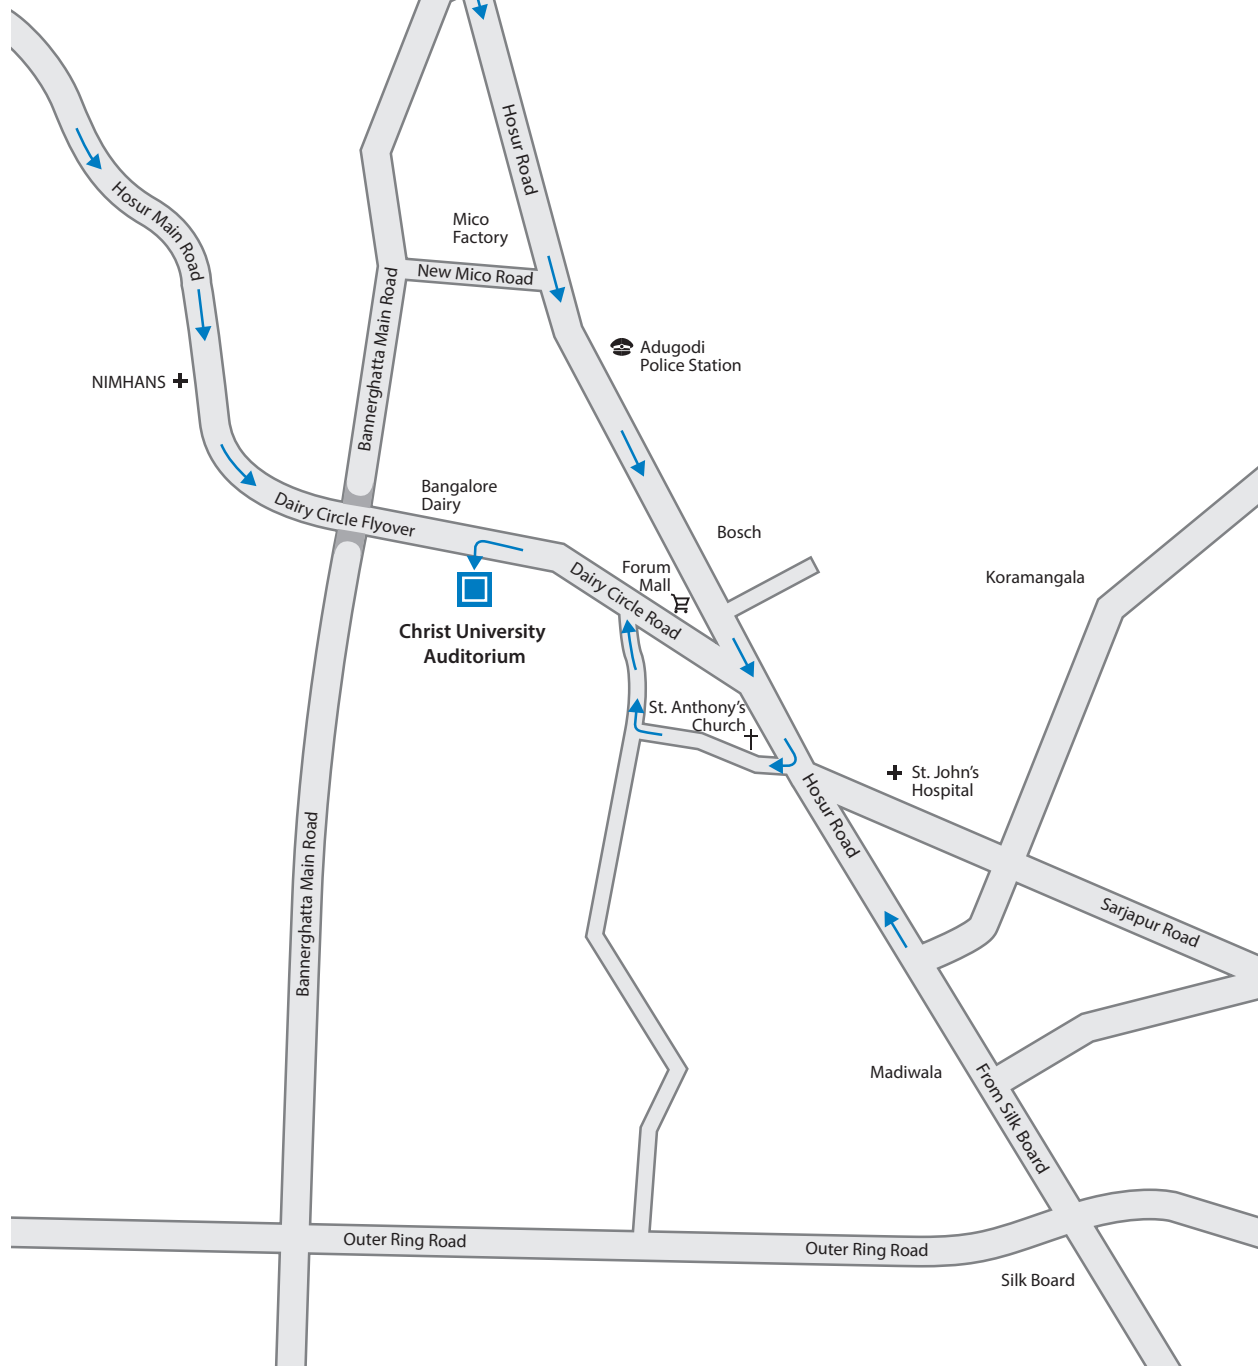 Hosur Road
Hosur Main Road
Mico
Factory
New Mico Road
Bannerghatta Main Road
Adugodi
Police Station
NIMHANS
Bangalore
Dairy
Dairy Circle Flyover
Bosch
Forum
Mall
Dairy Circle Road
Koramangala
Christ University
Auditorium
St. Anthony's
Church
St. John's
Hospital
Hosur Road
Bannerghatta Main Road
Sarjapur Road
Madiwala
From Silk Board
Outer Ring Road
Outer Ring Road
Silk Board